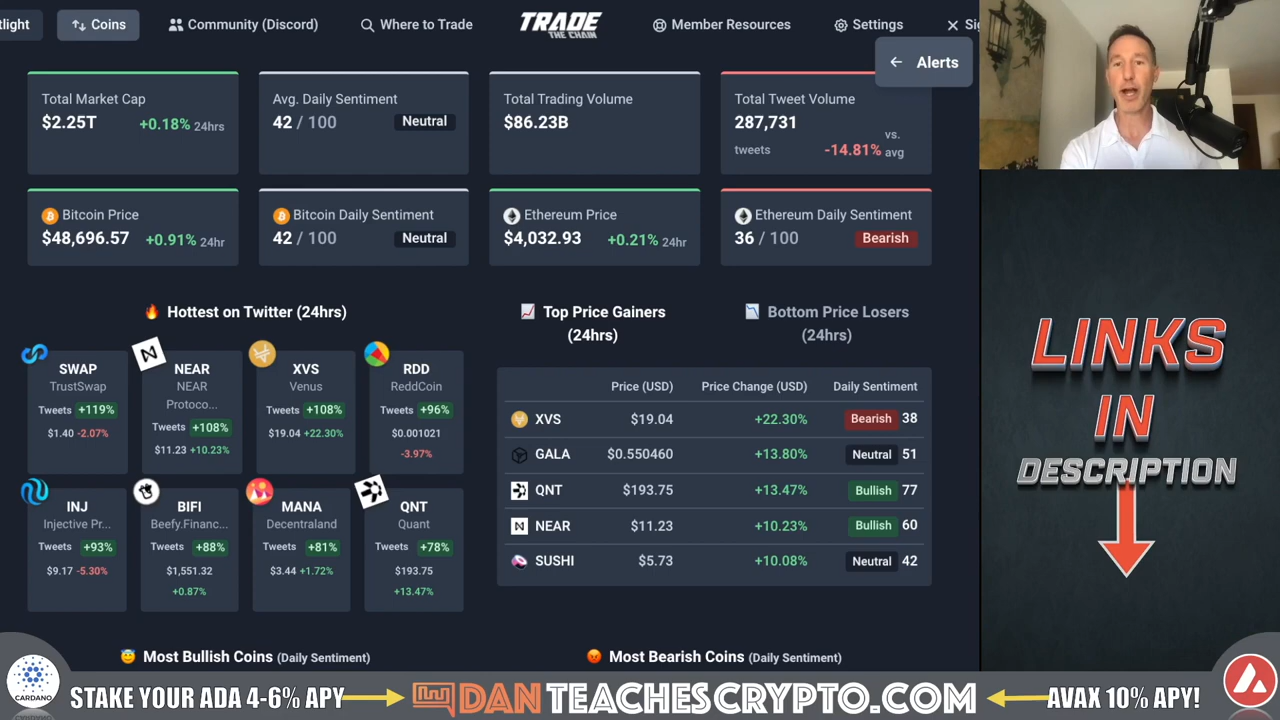 tlight
Coins
Community (Discord)
Where to Trade
TRADE
THE CHAIN
Member Resources
Settings
Si
Alerts
Total Market Cap
$2.25T
+0.18% 24hrs
Avg. Daily Sentiment
42 / 100
Neutral
Total Trading Volume
$86.23B
Total Tweet Volume
287,731
tweets
-14.81%
vs.
avg
Bitcoin Price
$48,696.57
+0.91% 24hr
Bitcoin Daily Sentiment
42 / 100
Neutral
Ethereum Price
$4,032.93
+0.21% 24hr
Ethereum Daily Sentiment
36 / 100
Bearish
Hottest on Twitter (24hrs)
SWAP
TrustSwap
Tweets +119%
$1.40 -2.07%
NEAR
NEAR
Protoco...
Tweets +108%
$11.23 +10.23%
XVS
Venus
Tweets +108%
$19.04 +22.30%
RDD
ReddCoin
Tweets +96%
$0.001021
-3.97%
INJ
Injective Pr...
Tweets +93%
$9.17 -5.30%
BIFI
Beefy.Financ...
Tweets +88%
$1,551.32
+0.87%
MANA
Decentraland
Tweets +81%
$3.44 +1.72%
QNT
Quant
Tweets +78%
$193.75
+13.47%
Top Price Gainers
(24hrs)
Bottom Price Losers
(24hrs)
Price (USD) Price Change (USD) Daily Sentiment
XVS $19.04 +22.30% Bearish 38
GALA $0.550460 +13.80% Neutral 51
QNT $193.75 +13.47% Bullish 77
NEAR $11.23 +10.23% Bullish 60
SUSHI $5.73 +10.08% Neutral 42
Most Bullish Coins (Daily Sentiment)
Most Bearish Coins (Daily Sentiment)
LINKS
IN
DESCRIPTION
CARDANO
STAKE YOUR ADA 4-6% APY
DANTEACHESCRYPTO.COM
AVAX 10% APY!